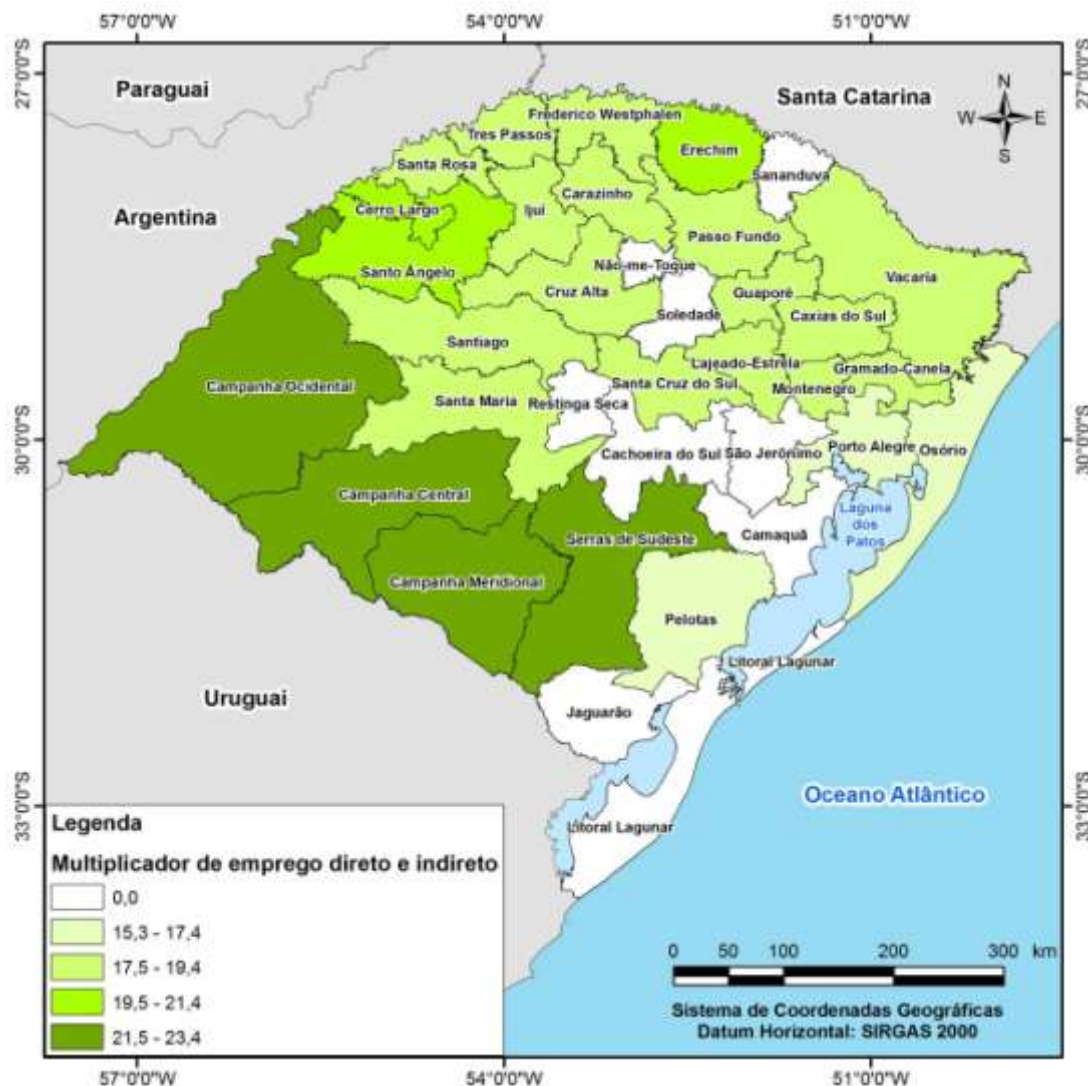 57°0'0"W 54°0'0"W 51°0'0"W
27°0'0"S 27°0'0"S
Paraguai
Santa Catarina
N
W E
S
Frederico Westphalen
Tres Passos
Erechim
Santa Rosa
Sananduva
Carazinho
Argentina
Cerro Largo
Ijui
Passo Fundo
Santo Ângelo
Não-me-Toque
Vacaria
Cruz Alta
Guaporé
Soledade
Caxias do Sul
Santiago
Lajeado-Estrela
Gramado-Canela
Campanha Ocidental
Santa Cruz do Sul
Montenegro
Santa Maria
Restinga Seca
30°0'0"S 30°0'0"S
Porto Alegre
Osório
Cachoeira do Sul
São Jerônimo
Campanha Central
Laguna
dos
Patos
Serras de Sudeste
Camaquã
Campanha Meridional
Pelotas
Litoral Lagunar
Uruguai
Jaguarão
Oceano Atlântico
33°0'0"S 33°0'0"S
Litoral Lagunar
Legenda
Multiplicador de emprego direto e indireto
0,0
15,3 - 17,4
17,5 - 19,4
19,5 - 21,4
21,5 - 23,4
0 50 100 200 300 km
Sistema de Coordenadas Geográficas
Datum Horizontal: SIRGAS 2000
57°0'0"W 54°0'0"W 51°0'0"W